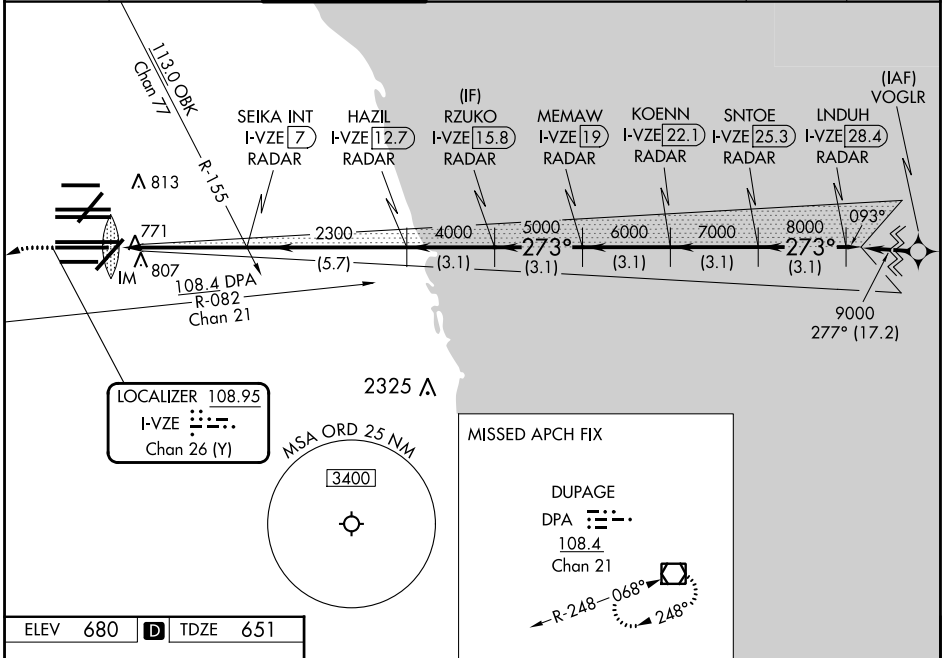 113.0 OBK
Chan 77
R-155
SEIKA INT
I-VZE 7
RADAR
HAZIL
I-VZE 12.7
RADAR
(IF)
RZUKO
I-VZE 15.8
RADAR
MEMAW
I-VZE 19
RADAR
KOENN
I-VZE 22.1
RADAR
SNTOE
I-VZE 25.3
RADAR
LNDUH
I-VZE 28.4
RADAR
(IAF)
VOGLR
813
771
807
IM
2300
4000
5000
6000
7000
8000
093°
273°
273°
(5.7)
(3.1)
(3.1)
(3.1)
(3.1)
(3.1)
9000
277° (17.2)
108.4 DPA
R-082
Chan 21
LOCALIZER 108.95
I-VZE
Chan 26 (Y)
2325
MSA ORD 25 NM
3400
MISSED APCH FIX
DUPAGE
DPA
108.4
Chan 21
R-248
068°
248°
ELEV 680 D TDZE 651